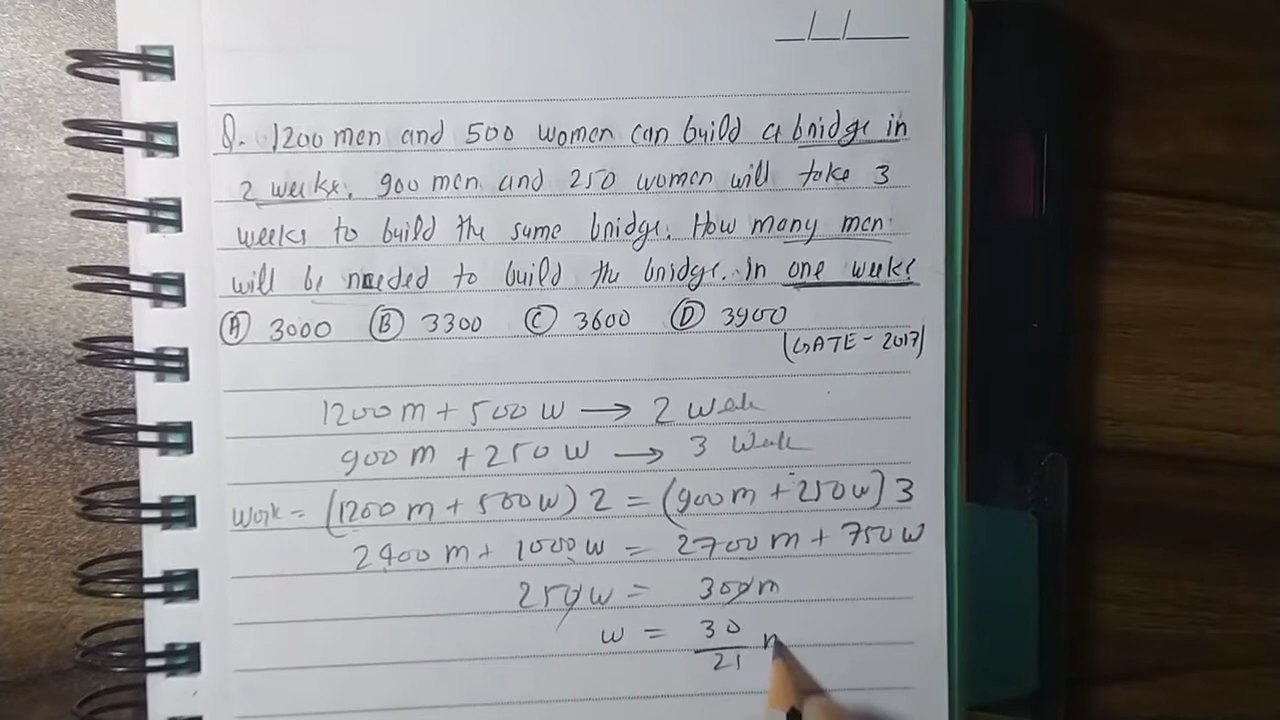 Q. 1200 men and 500 women can build a bridge in
2 weeks. 900 men and 250 women will take 3
weeks to build the same bridge. How many men
will be needed to build the bridge in one week?
(A) 3000 (B) 3300 (C) 3600 (D) 3900
(GATE - 2017)
1200 m + 500 w → 2 Week
900 m + 250 w → 3 Week
Work = (1200 m + 500 w) 2 = (900 m + 250 w) 3
2400 m + 1000 w = 2700 m + 750 w
250 w = 300 m
w = 30/25 m